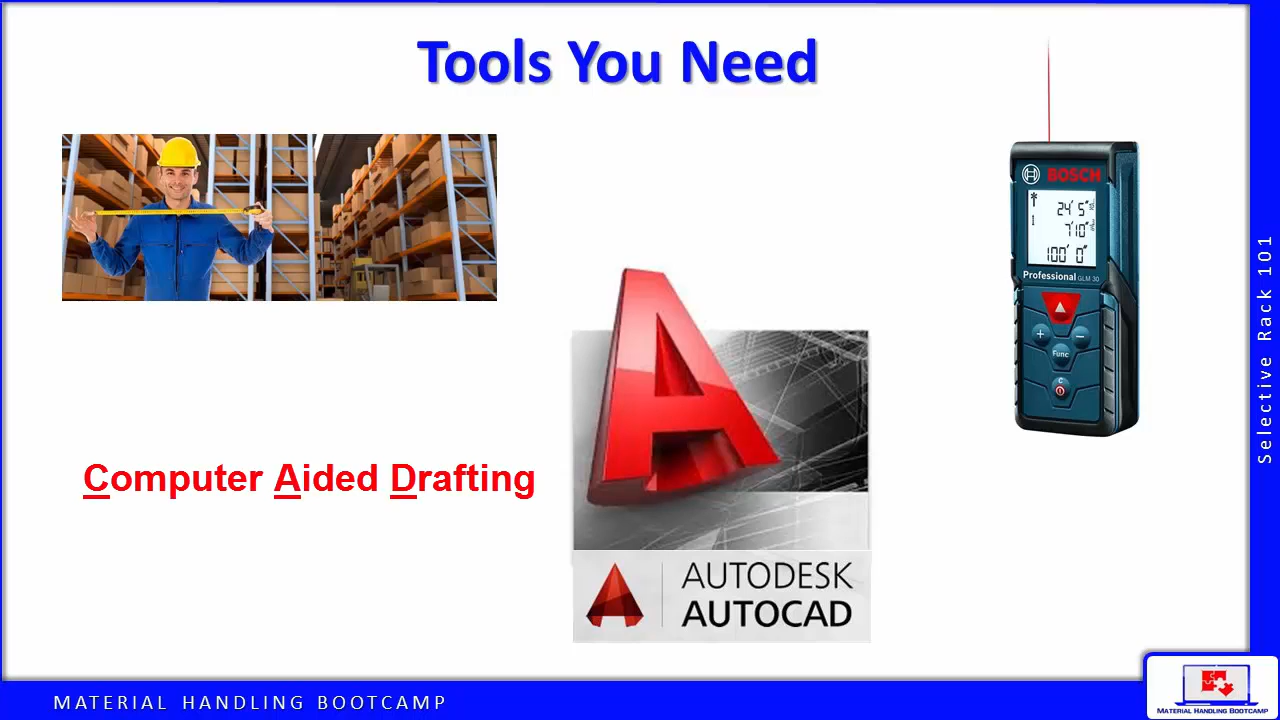 Tools You Need
BOSCH
24' 5"
7'10"
100' 0"
Professional GLM 30
+
−
Func
C
Computer Aided Drafting
AUTODESK
AUTOCAD
Selective Rack 101
MATERIAL HANDLING BOOTCAMP
MATERIAL HANDLING BOOTCAMP